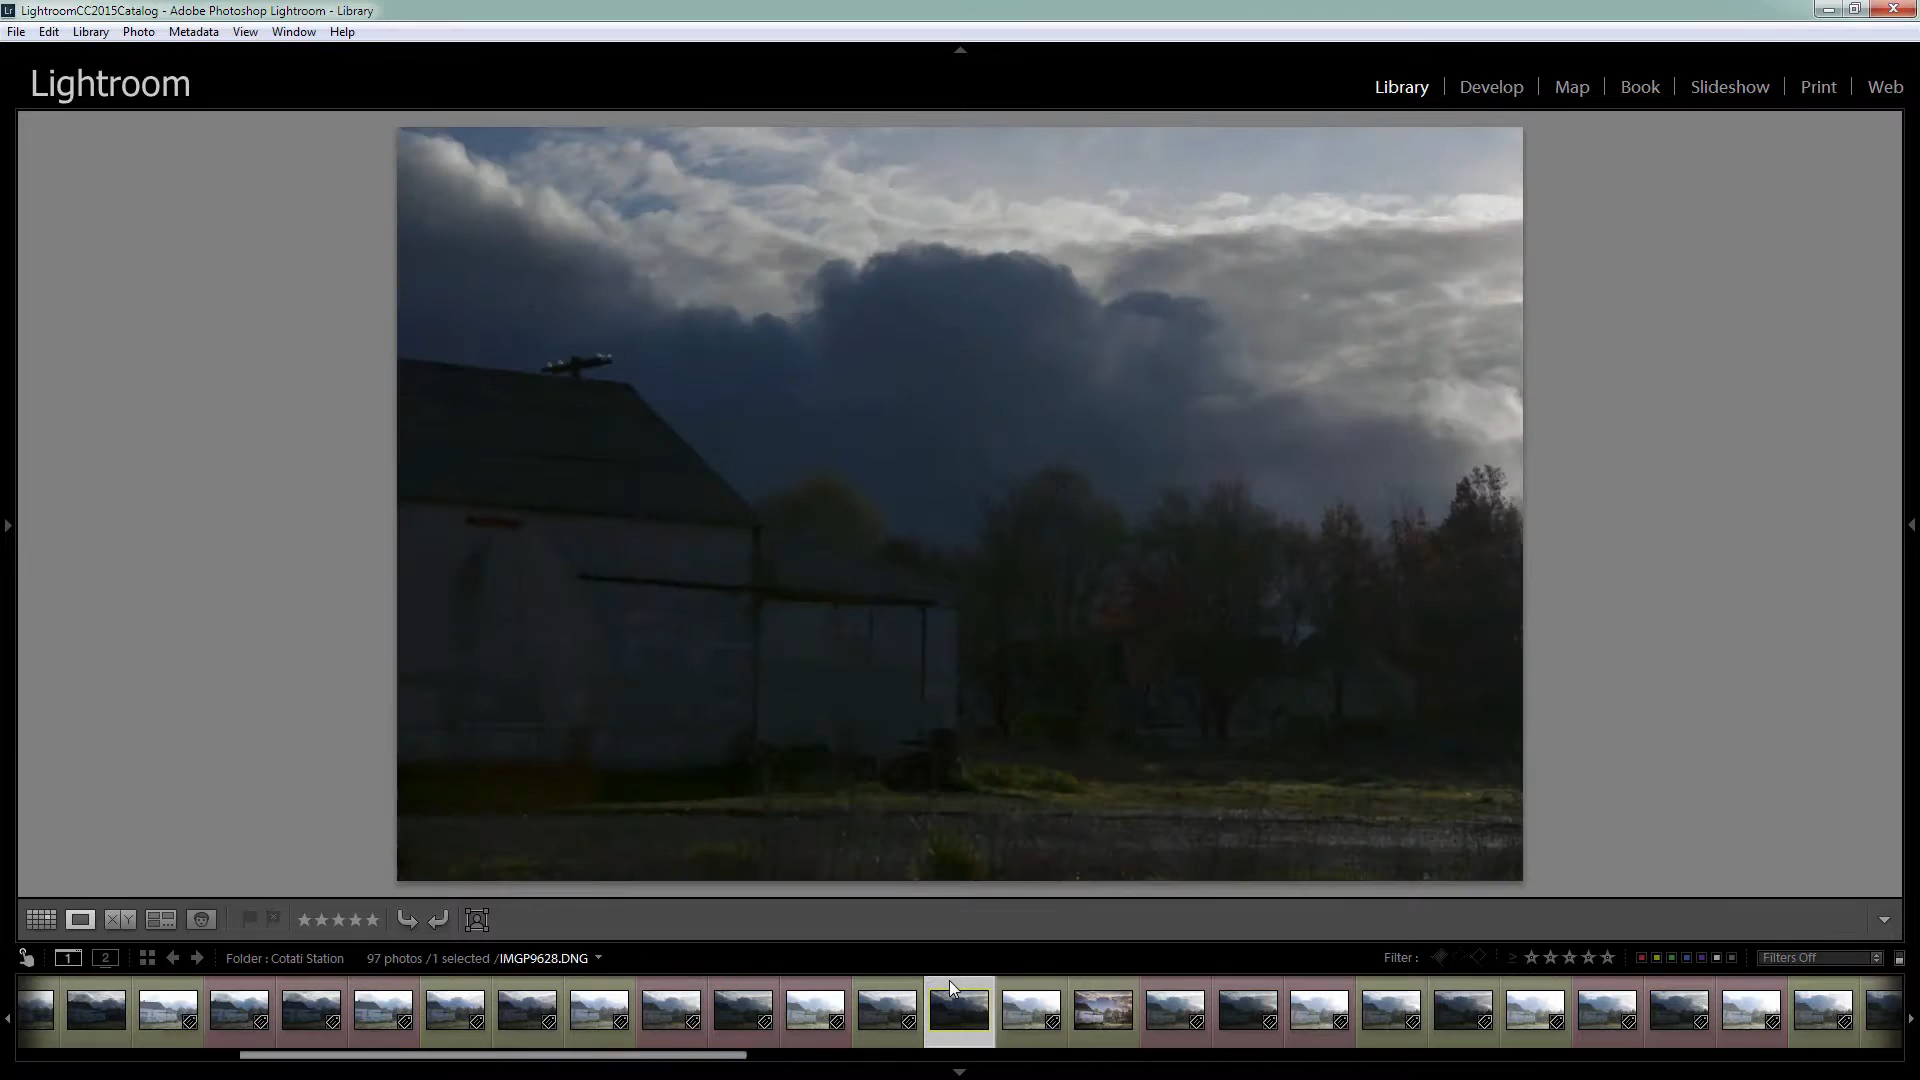 Lr LightroomCC2015Catalog - Adobe Photoshop Lightroom - Library
File Edit Library Photo Metadata View Window Help
Lightroom
Library Develop Map Book Slideshow Print Web
X Y
1 2 Folder : Cotati Station 97 photos /1 selected /IMGP9628.DNG Filter : ≥ Filters Off